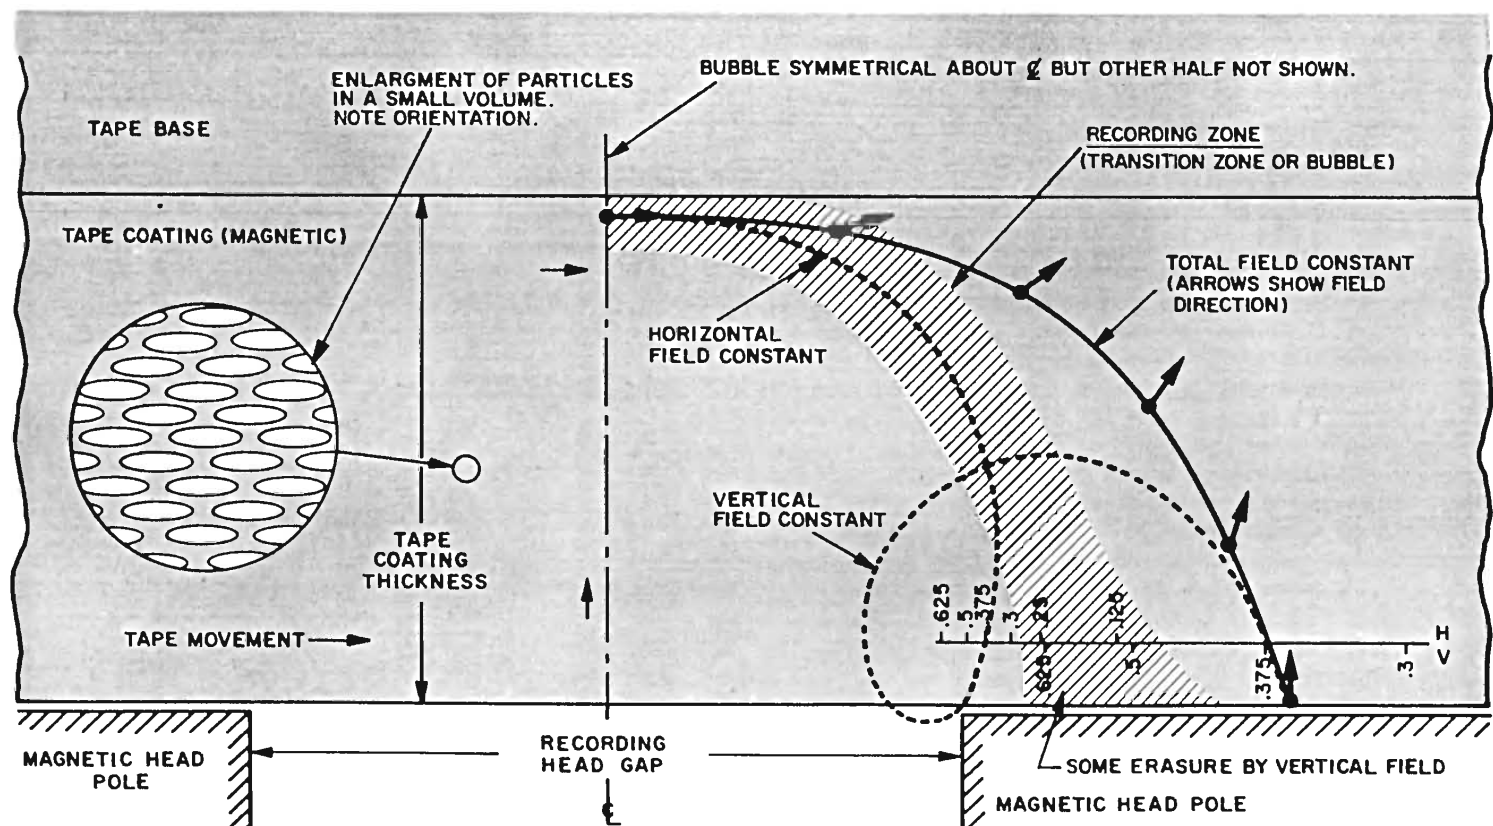 ENLARGMENT OF PARTICLES
IN A SMALL VOLUME.
NOTE ORIENTATION.
BUBBLE SYMMETRICAL ABOUT ℄ BUT OTHER HALF NOT SHOWN.
TAPE BASE
RECORDING ZONE
(TRANSITION ZONE OR BUBBLE)
TAPE COATING (MAGNETIC)
TOTAL FIELD CONSTANT
(ARROWS SHOW FIELD
DIRECTION)
HORIZONTAL
FIELD CONSTANT
VERTICAL
FIELD CONSTANT
TAPE
COATING
THICKNESS
TAPE MOVEMENT
.625
.5
.375
.3
.25
.125
H
V
.625
.5
.375
.3
MAGNETIC HEAD
POLE
RECORDING
HEAD GAP
SOME ERASURE BY VERTICAL FIELD
MAGNETIC HEAD POLE
℄